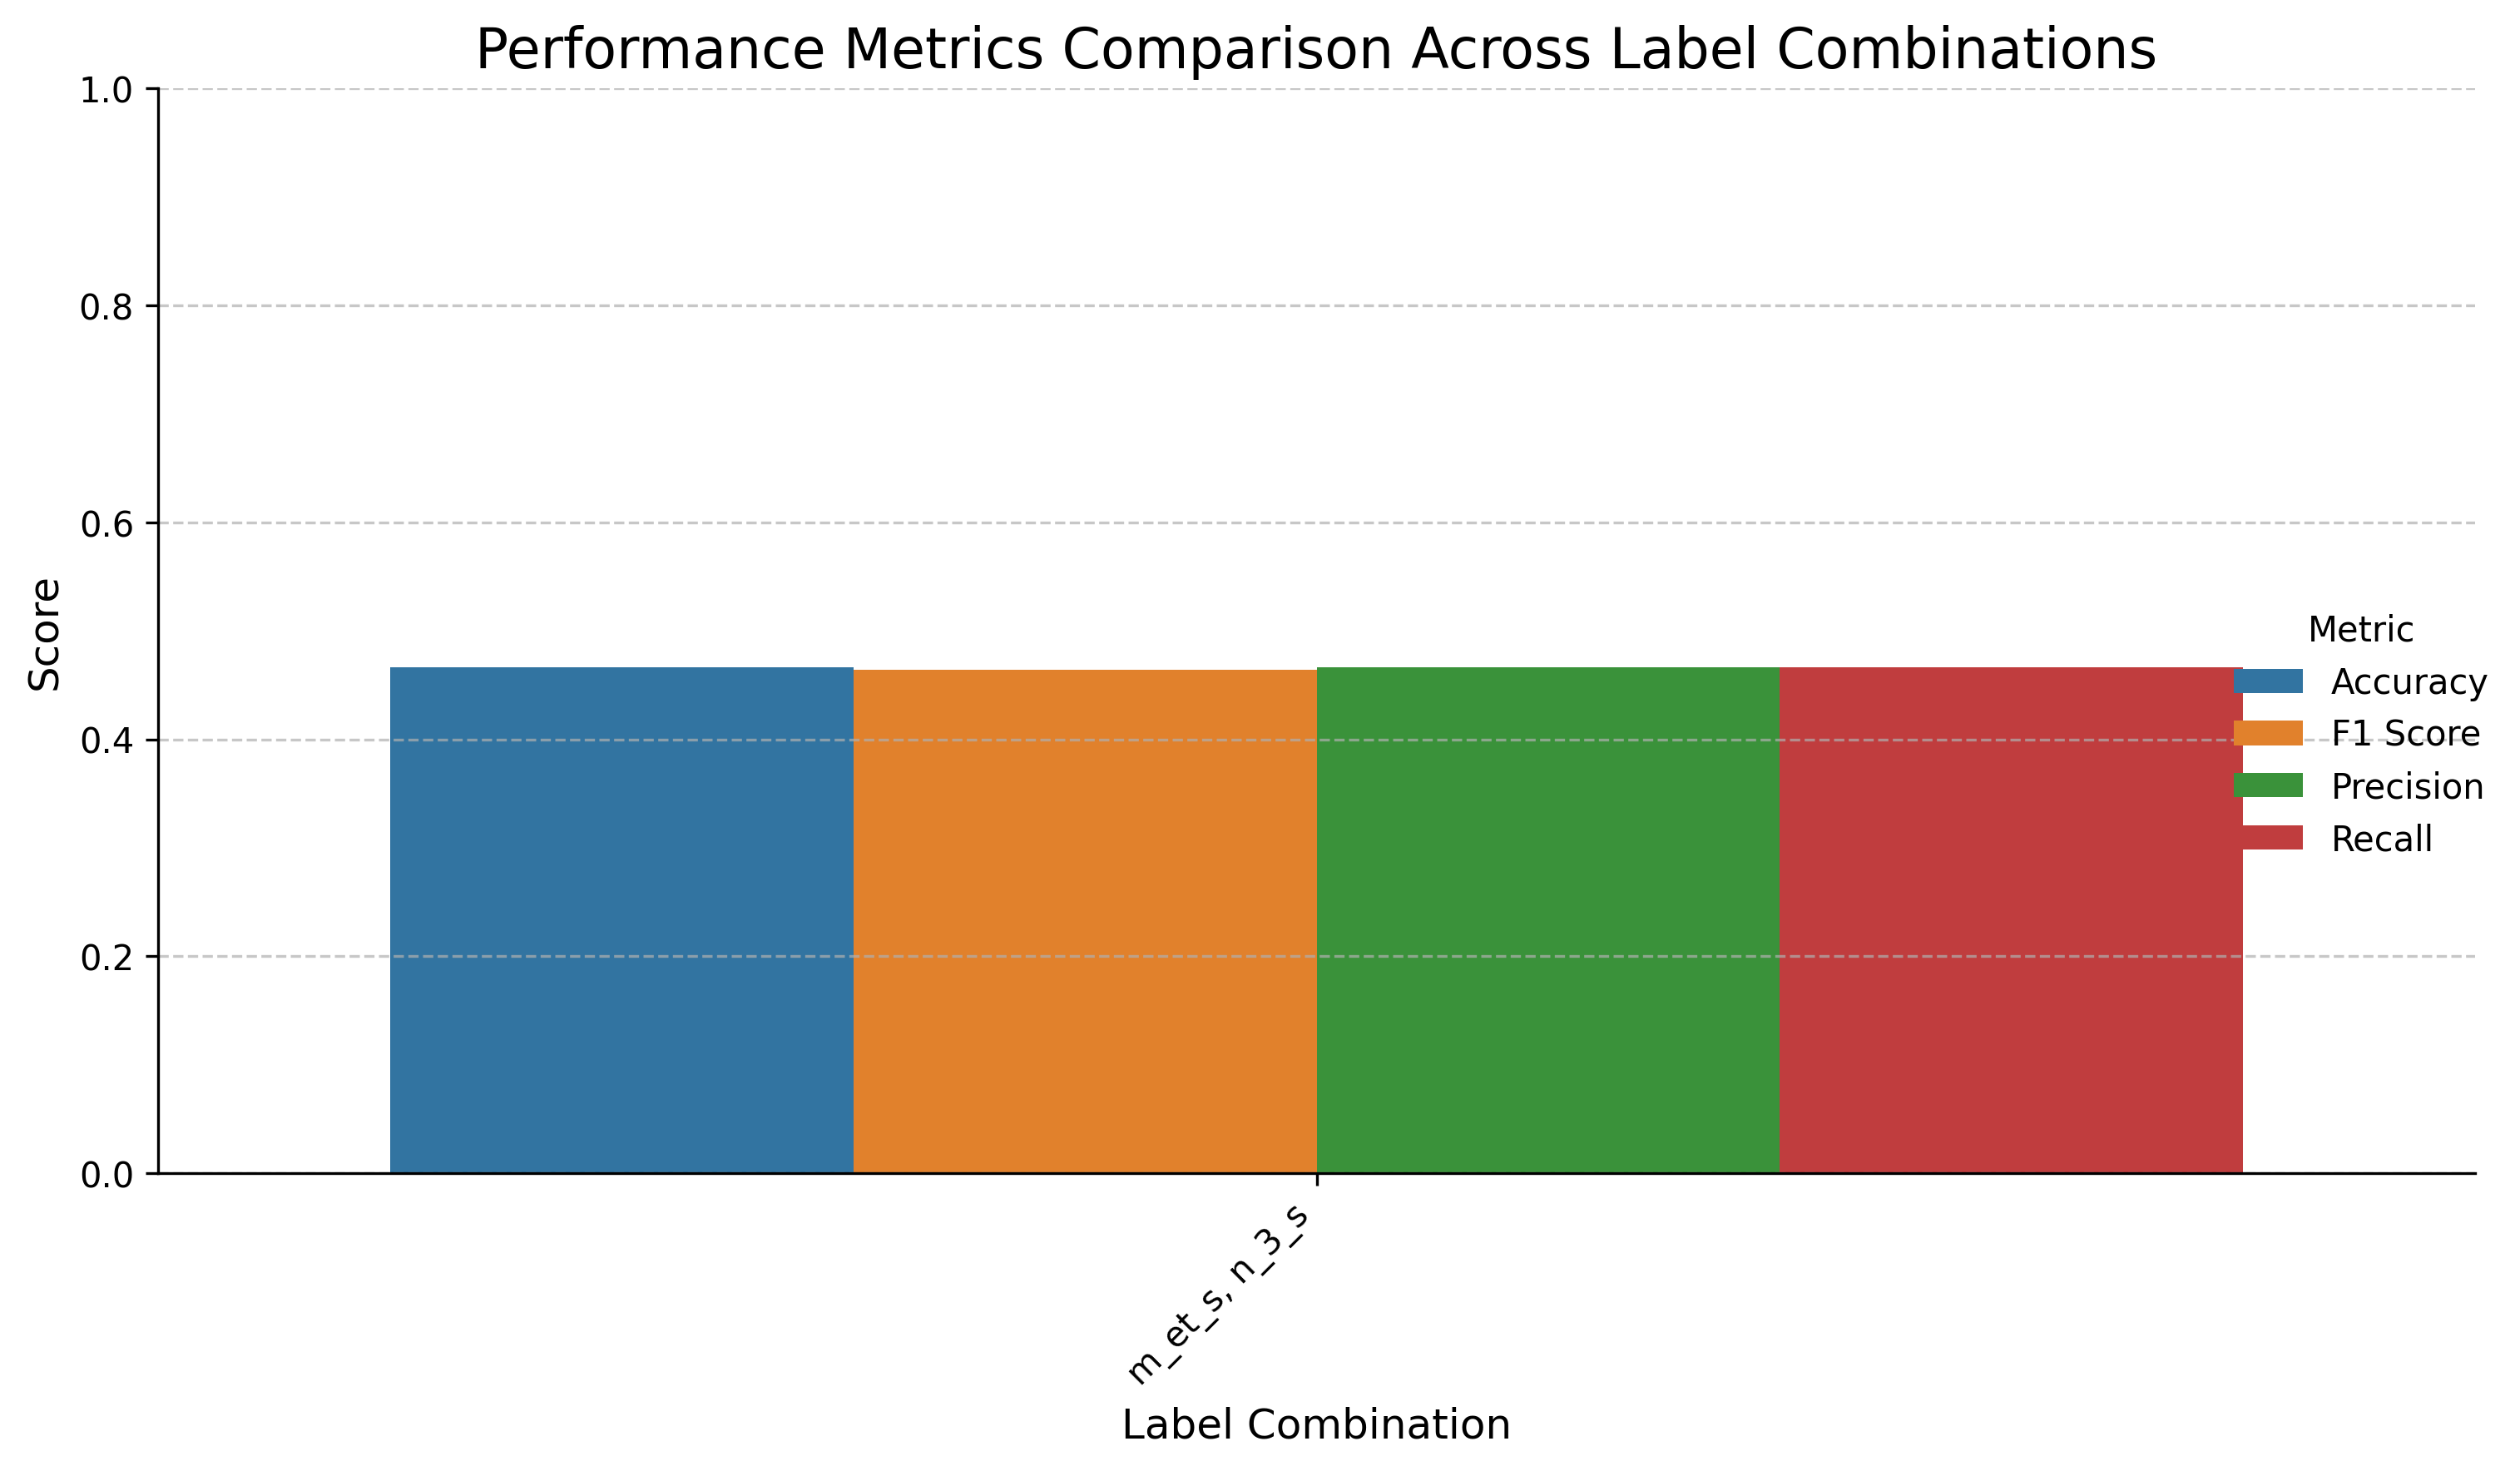 Performance Metrics Comparison Across Label Combinations
1.0
0.8
0.6
0.4
0.2
0.0
Score
Metric
Accuracy
F1 Score
Precision
Recall
m_et_s, n_3_s
Label Combination